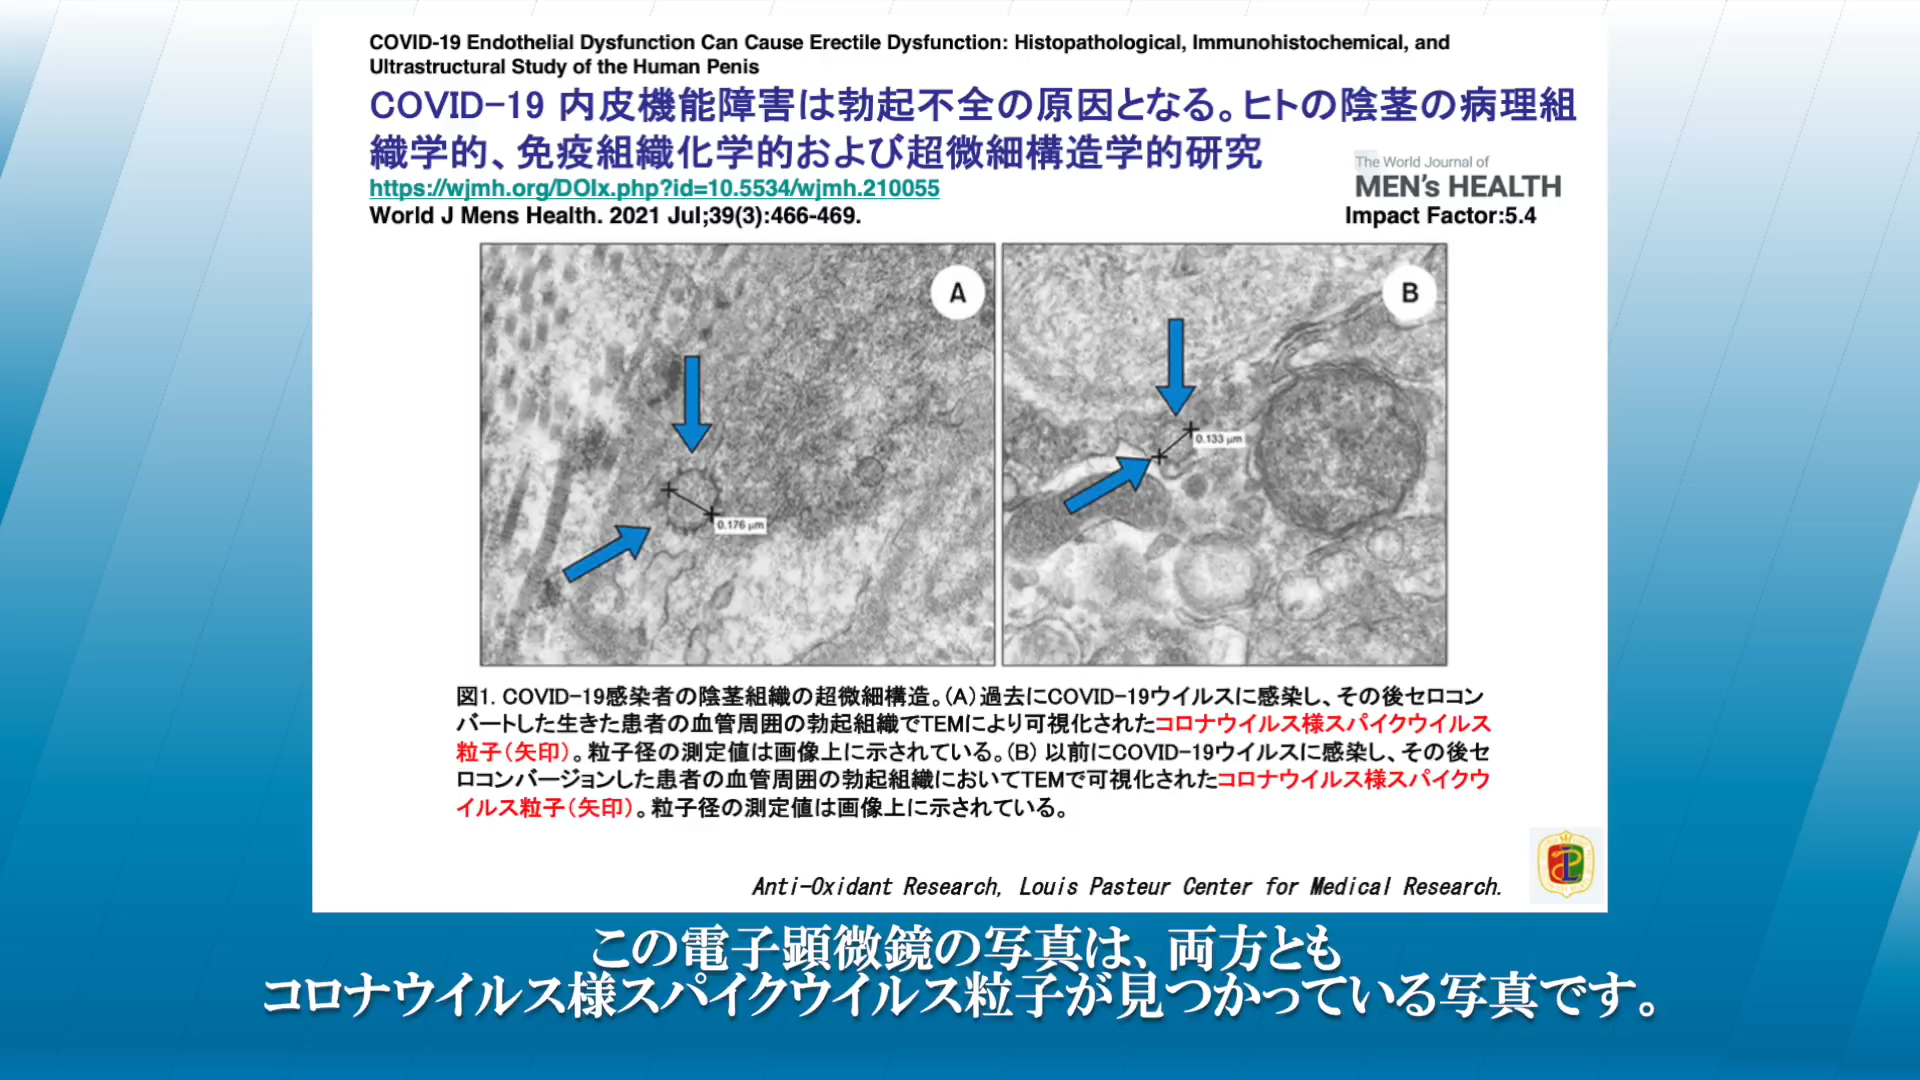 COVID-19 Endothelial Dysfunction Can Cause Erectile Dysfunction: Histopathological, Immunohistochemical, and
Ultrastructural Study of the Human Penis
COVID-19 内皮機能障害は勃起不全の原因となる。ヒトの陰茎の病理組
織学的、免疫組織化学的および超微細構造学的研究
https://wjmh.org/DOIx.php?id=10.5534/wjmh.210055
World J Mens Health. 2021 Jul;39(3):466-469.
The World Journal of
MEN's HEALTH
Impact Factor:5.4
A
0.176 μm
B
0.133 μm
図1. COVID-19感染者の陰茎組織の超微細構造。(A)過去にCOVID-19ウイルスに感染し、その後セロコン
バートした生きた患者の血管周囲の勃起組織でTEMにより可視化されたコロナウイルス様スパイクウイルス
粒子(矢印)。粒子径の測定値は画像上に示されている。(B) 以前にCOVID-19ウイルスに感染し、その後セ
ロコンバージョンした患者の血管周囲の勃起組織においてTEMで可視化されたコロナウイルス様スパイクウ
イルス粒子(矢印)。粒子径の測定値は画像上に示されている。
Anti-Oxidant Research, Louis Pasteur Center for Medical Research.
この電子顕微鏡の写真は、両方とも
コロナウイルス様スパイクウイルス粒子が見つかっている写真です。